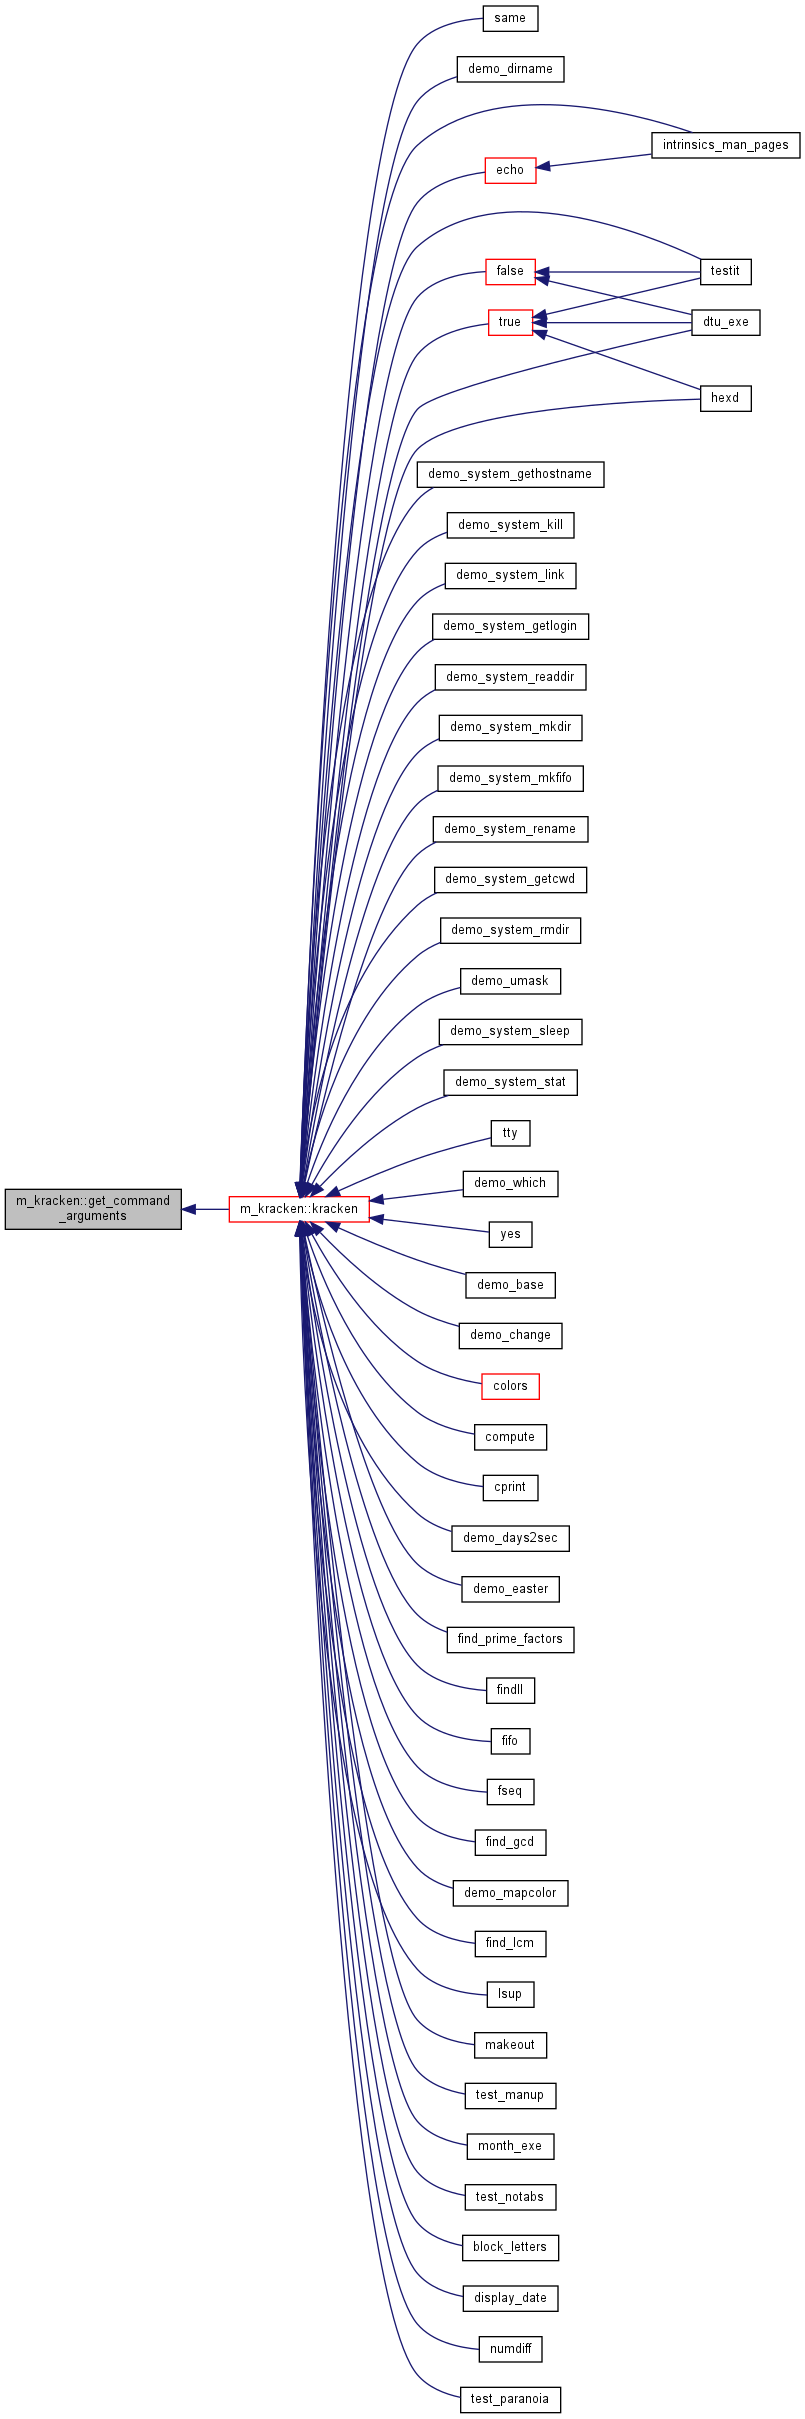 same
demo_dirname
intrinsics_man_pages
echo
false
testit
true
dtu_exe
hexd
demo_system_gethostname
demo_system_kill
demo_system_link
demo_system_getlogin
demo_system_readdir
demo_system_mkdir
demo_system_mkfifo
demo_system_rename
demo_system_getcwd
demo_system_rmdir
demo_umask
demo_system_sleep
demo_system_stat
tty
demo_which
m_kracken::get_command
_arguments
m_kracken::kracken
yes
demo_base
demo_change
colors
compute
cprint
demo_days2sec
demo_easter
find_prime_factors
findll
fifo
fseq
find_gcd
demo_mapcolor
find_lcm
lsup
makeout
test_manup
month_exe
test_notabs
block_letters
display_date
numdiff
test_paranoia